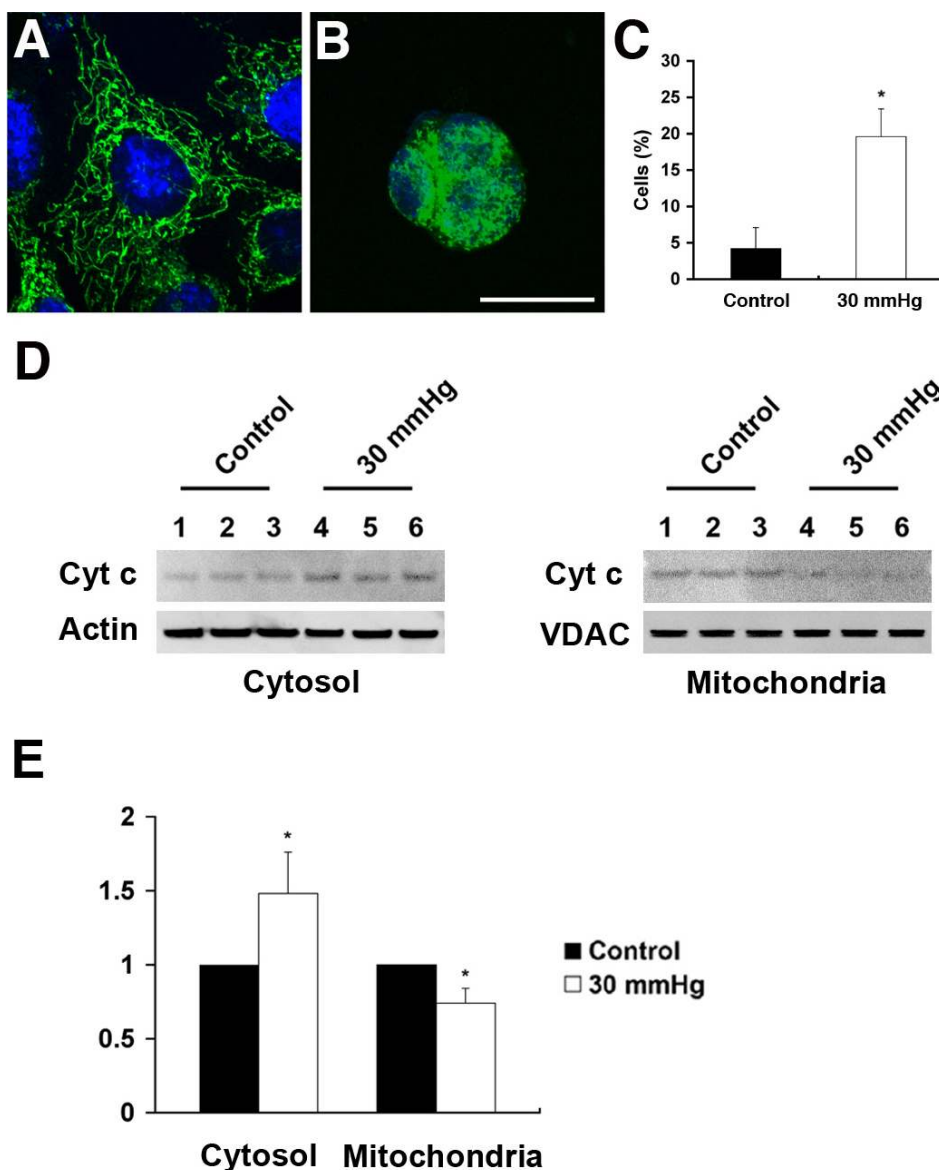 A
B
C
30
25
20
15
10
5
0
Cells (%)
*
Control
30 mmHg
D
Control
30 mmHg
1 2 3 4 5 6
Cyt c
Actin
Cytosol
Control
30 mmHg
1 2 3 4 5 6
Cyt c
VDAC
Mitochondria
E
2
1.5
1
0.5
0
*
*
Cytosol
Mitochondria
Control
30 mmHg